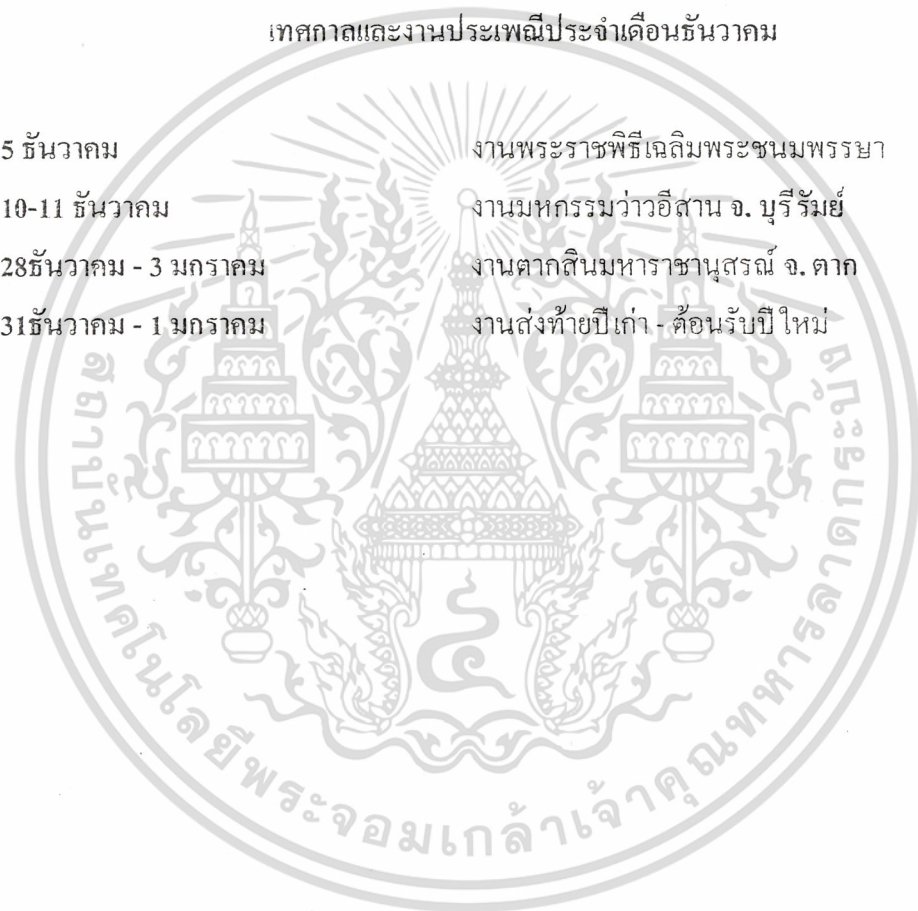 เทศกาลและงานประเพณีประจำเดือนธันวาคม
5 ธันวาคม งานพระราชพิธีเฉลิมพระชนมพรรษา
10-11 ธันวาคม งานมหกรรมว่าวอีสาน จ. บุรีรัมย์
28ธันวาคม - 3 มกราคม งานตากสินมหาราชานุสรณ์ จ. ตาก
31ธันวาคม - 1 มกราคม งานส่งท้ายปีเก่า - ต้อนรับปีใหม่
สถาบันเทคโนโลยีพระจอมเกล้าเจ้าคุณทหารลาดกระบัง
๔